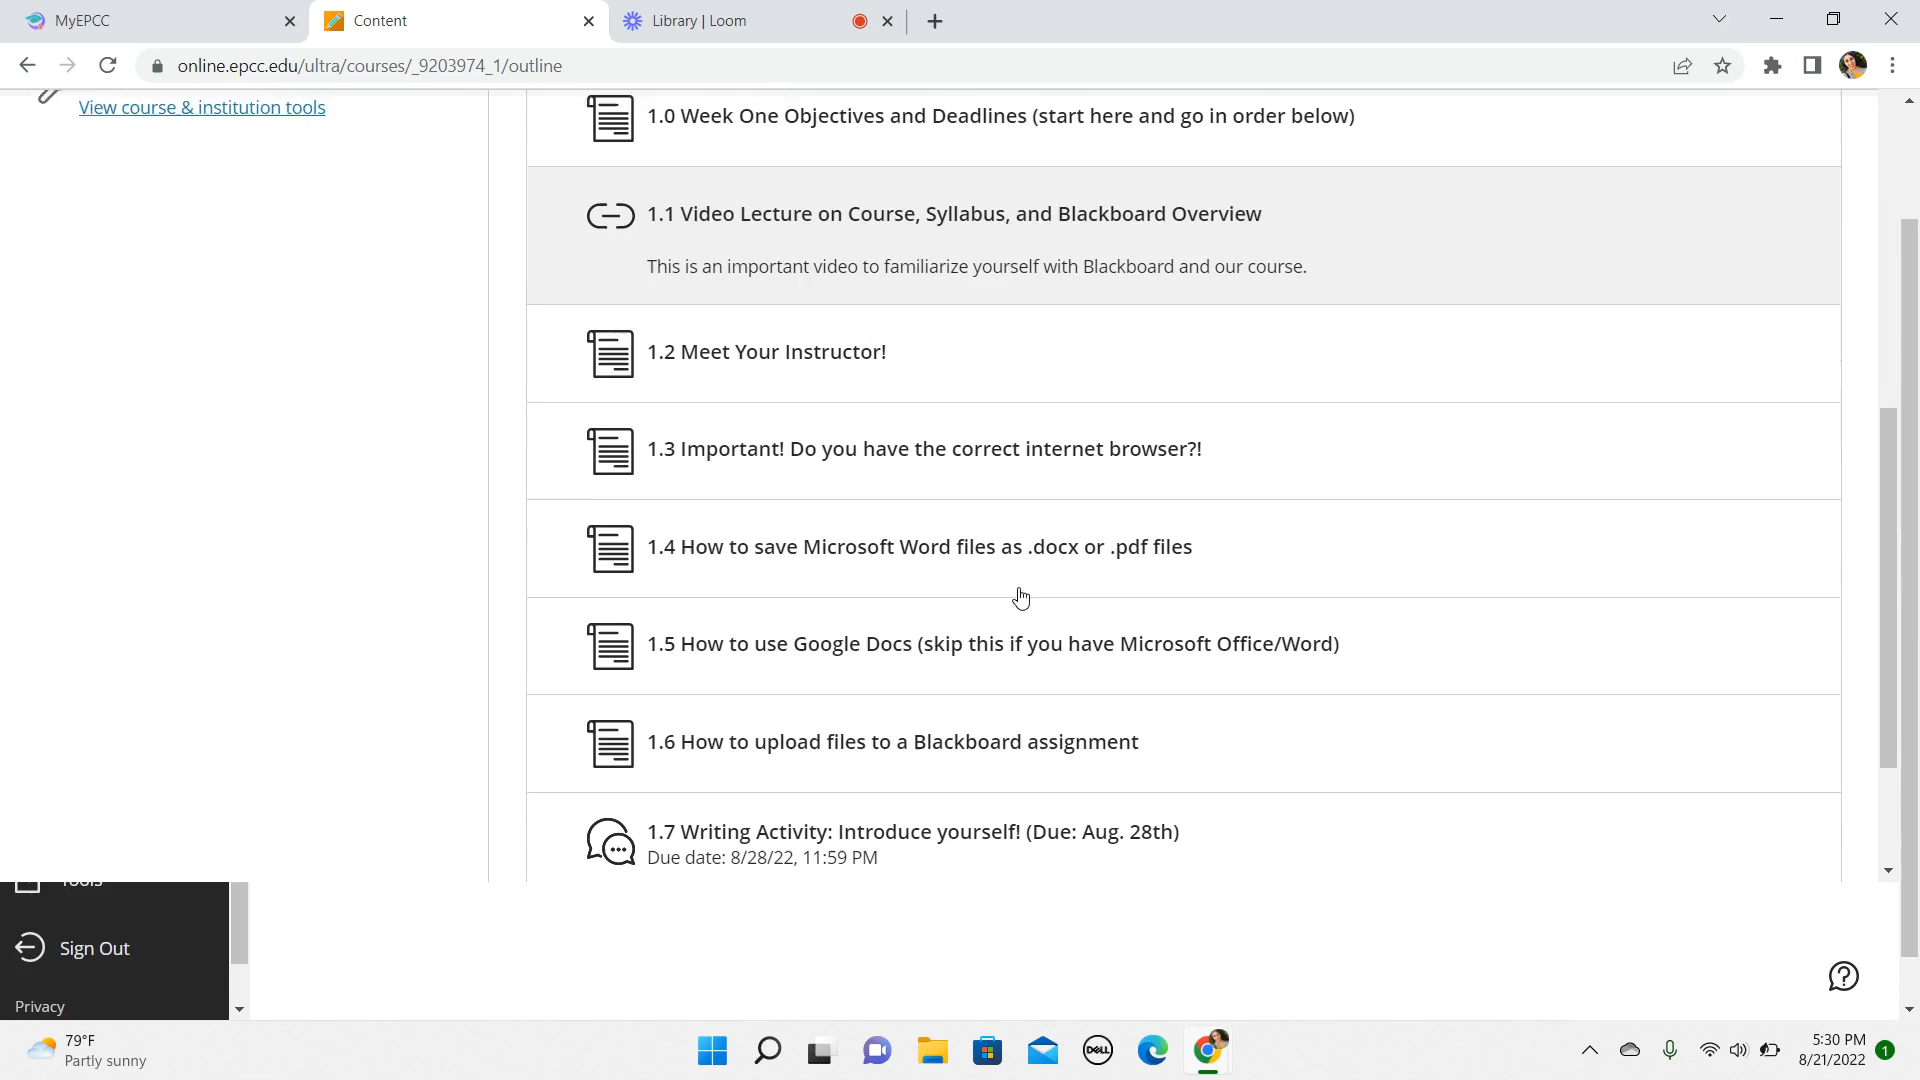 MyEPCC
Content
Library | Loom
online.epcc.edu/ultra/courses/_9203974_1/outline
View course & institution tools
1.0 Week One Objectives and Deadlines (start here and go in order below)
1.1 Video Lecture on Course, Syllabus, and Blackboard Overview
This is an important video to familiarize yourself with Blackboard and our course.
1.2 Meet Your Instructor!
1.3 Important! Do you have the correct internet browser?!
1.4 How to save Microsoft Word files as .docx or .pdf files
1.5 How to use Google Docs (skip this if you have Microsoft Office/Word)
1.6 How to upload files to a Blackboard assignment
1.7 Writing Activity: Introduce yourself! (Due: Aug. 28th)
Due date: 8/28/22, 11:59 PM
Tools
Sign Out
Privacy
79°F
Partly sunny
DELL
5:30 PM
8/21/2022
1